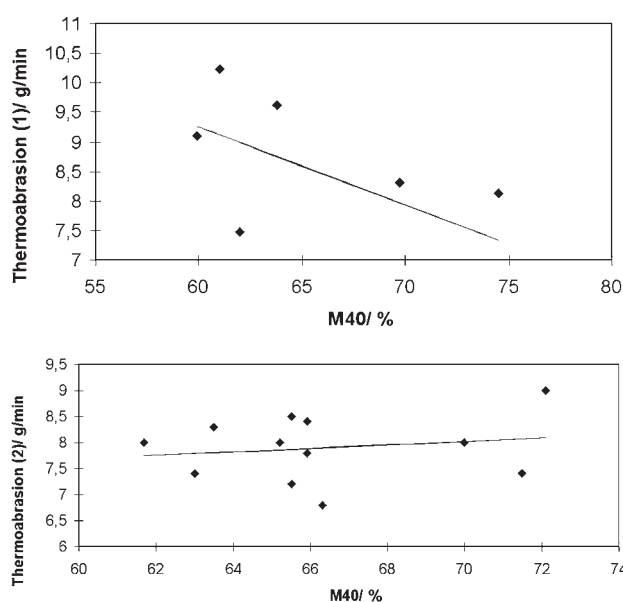 11
10,5
10
9,5
9
8,5
8
7,5
7
Thermoabrasion (1)/ g/min
55 60 65 70 75 80
M40/ %
9,5
9
8,5
8
7,5
7
6,5
6
Thermoabrasion (2)/ g/min
60 62 64 66 68 70 72 74
M40/ %